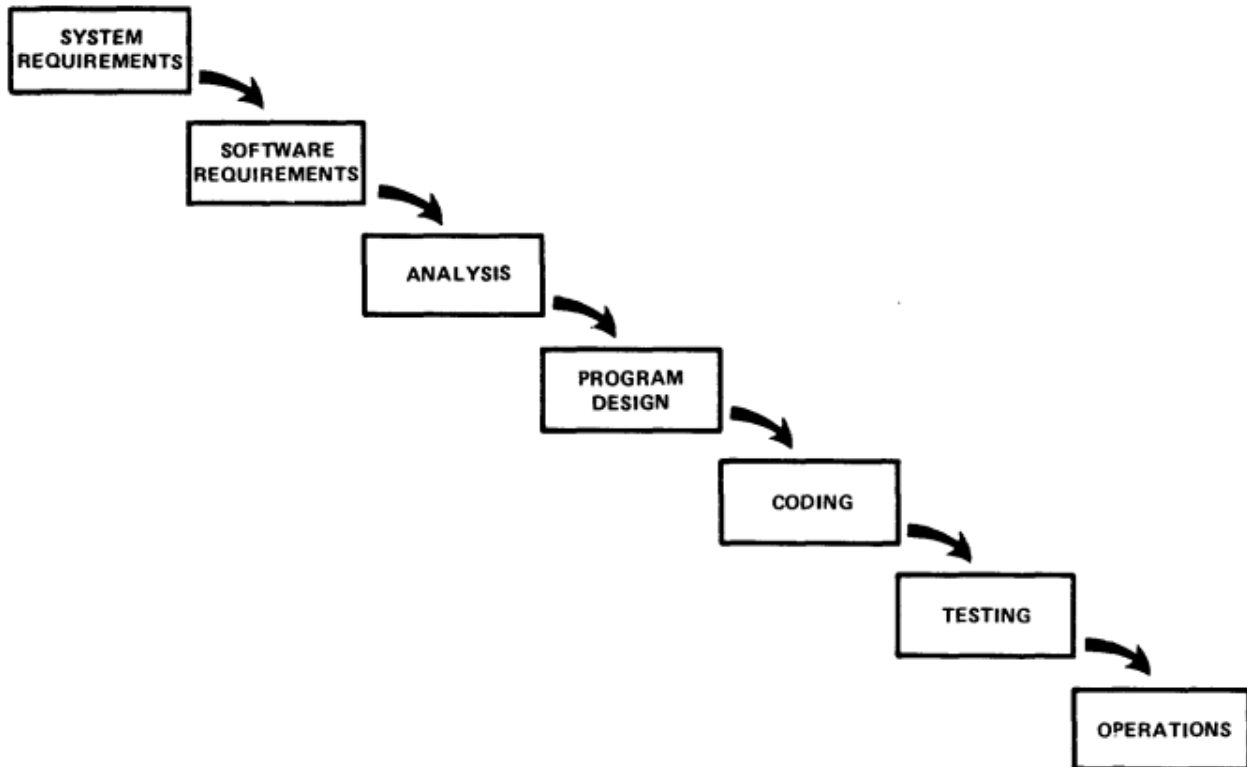 SYSTEM
REQUIREMENTS
SOFTWARE
REQUIREMENTS
ANALYSIS
PROGRAM
DESIGN
CODING
TESTING
OPERATIONS